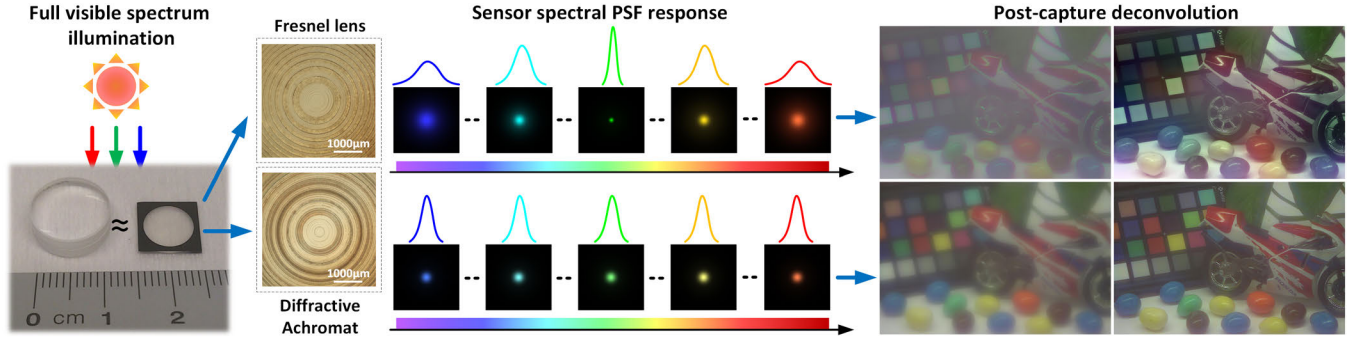 Full visible spectrum
illumination
Fresnel lens
Sensor spectral PSF response
Post-capture deconvolution
1000μm
≈
1000μm
0 cm 1 2
Diffractive
Achromat